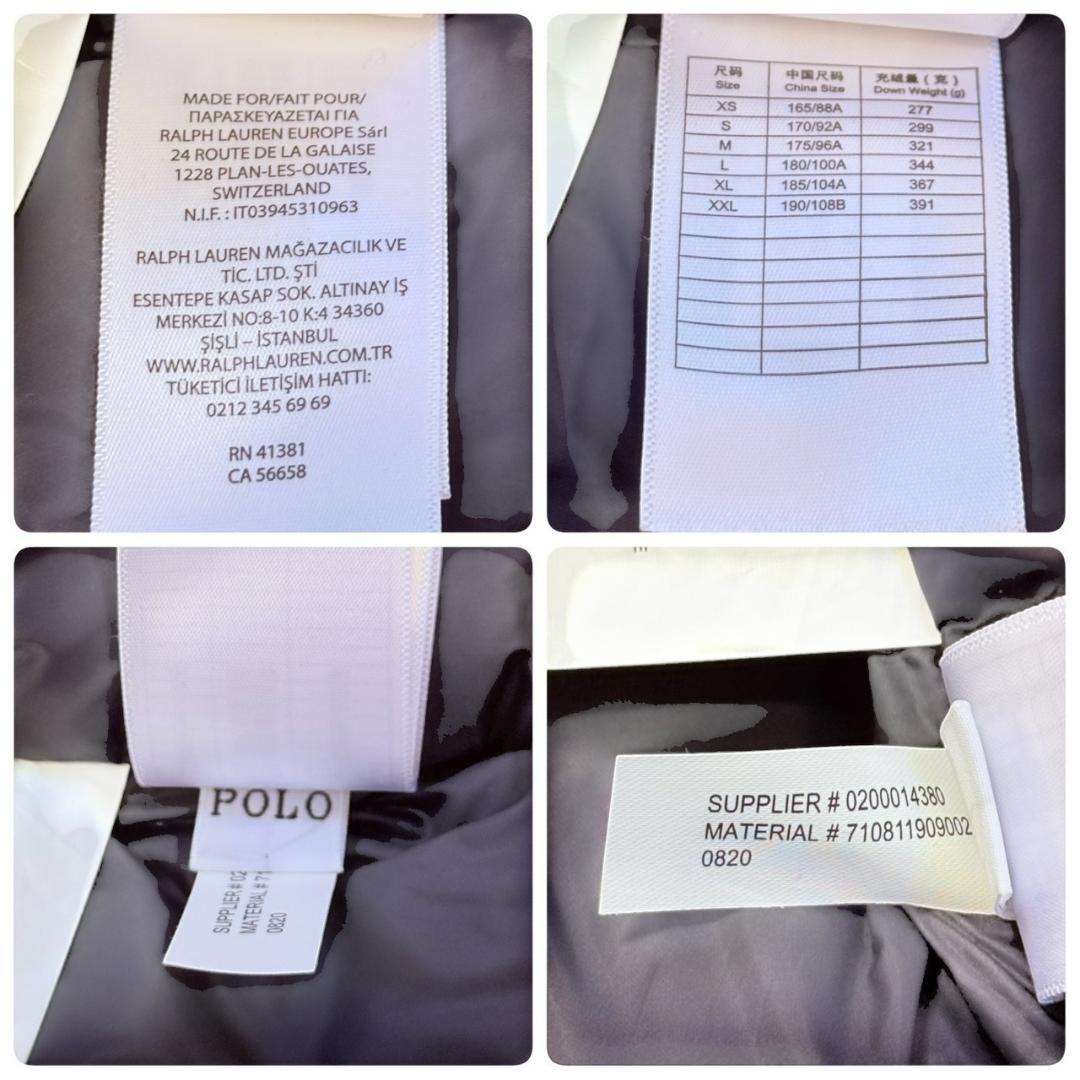 MADE FOR/FAIT POUR/
ΠΑΡΑΣΚΕΥΑΖΕΤΑΙ ΓΙΑ
RALPH LAUREN EUROPE Sárl
24 ROUTE DE LA GALAISE
1228 PLAN-LES-OUATES,
SWITZERLAND
N.I.F. : IT03945310963
RALPH LAUREN MAĞAZACILIK VE
TİC. LTD. ŞTİ
ESENTEPE KASAP SOK. ALTINAY İŞ
MERKEZİ NO:8-10 K:4 34360
ŞİŞLİ – İSTANBUL
WWW.RALPHLAUREN.COM.TR
TÜKETİCİ İLETİŞİM HATTI:
0212 345 69 69
RN 41381
CA 56658
尺码 中国尺码 充绒量（克）
Size China Size Down Weight (g)
XS 165/88A 277
S 170/92A 299
M 175/96A 321
L 180/100A 344
XL 185/104A 367
XXL 190/108B 391
POLO
SUPPLIER # 02
MATERIAL # 71
0820
SUPPLIER # 0200014380
MATERIAL # 710811909002
0820